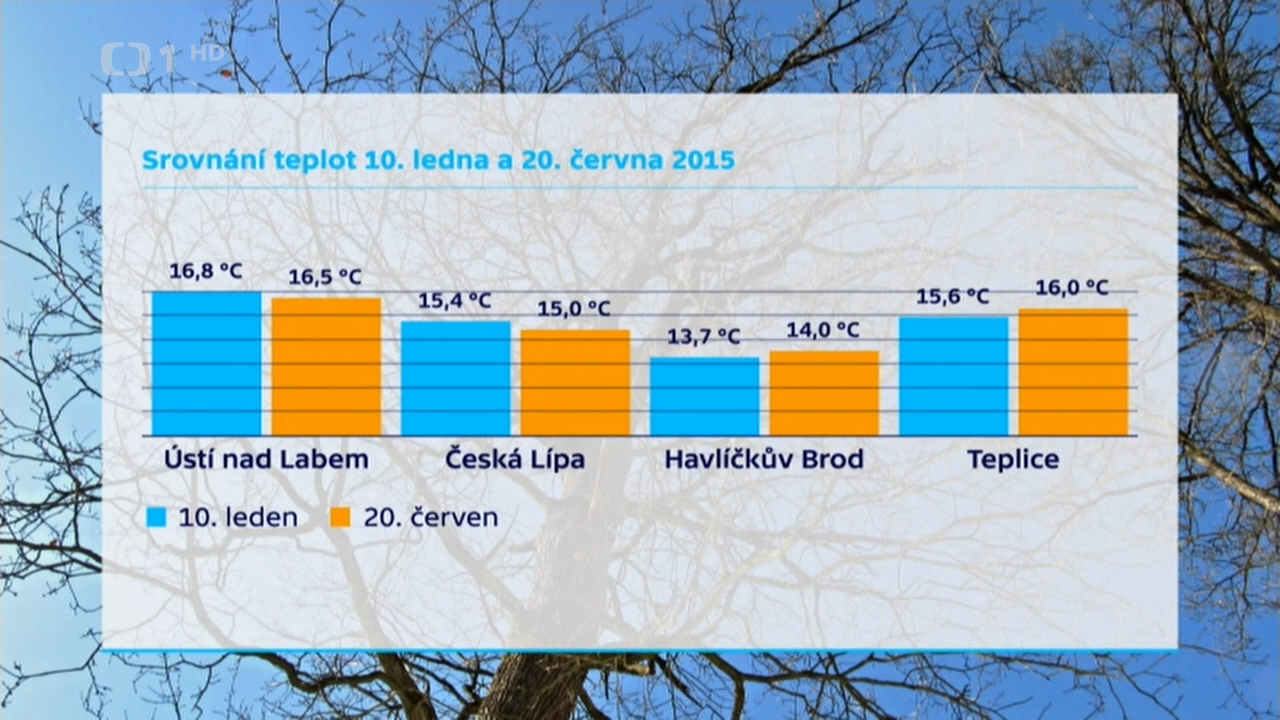 1 HD
Srovnání teplot 10. ledna a 20. června 2015
16,8 °C 16,5 °C 15,4 °C 15,0 °C 13,7 °C 14,0 °C 15,6 °C 16,0 °C
Ústí nad Labem Česká Lípa Havlíčkův Brod Teplice
10. leden 20. červen